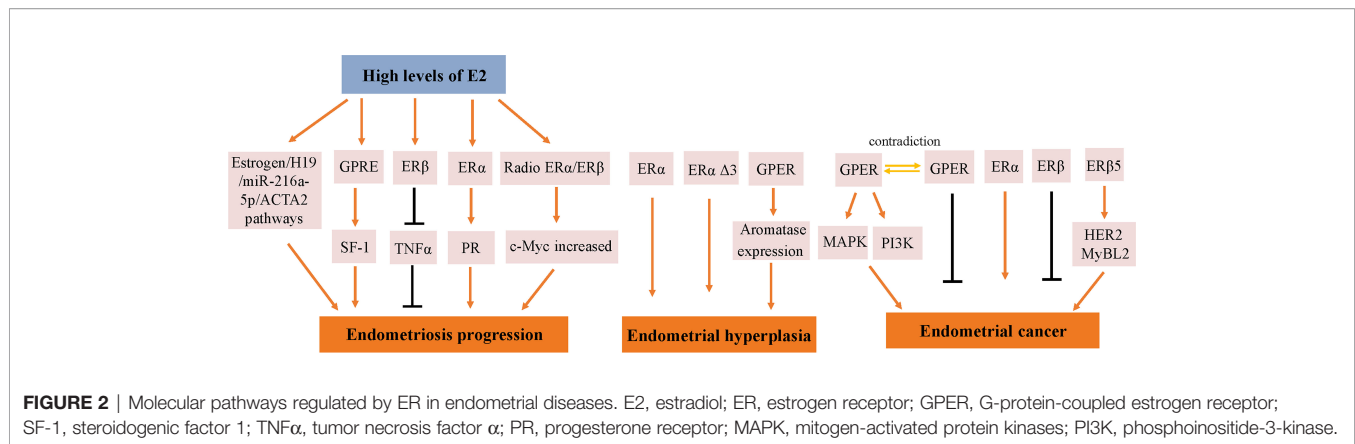 High levels of E2
Estrogen/H19
/miR-216a-
5p/ACTA2
pathways
GPRE
ERβ
ERα
Radio ERα/ERβ
SF-1
TNFα
PR
c-Myc increased
Endometriosis progression
ERα
ERα Δ3
GPER
Aromatase
expression
Endometrial hyperplasia
contradiction
GPER
GPER
ERα
ERβ
ERβ5
MAPK
PI3K
HER2
MyBL2
Endometrial cancer
FIGURE 2 | Molecular pathways regulated by ER in endometrial diseases. E2, estradiol; ER, estrogen receptor; GPER, G-protein-coupled estrogen receptor;
SF-1, steroidogenic factor 1; TNFα, tumor necrosis factor α; PR, progesterone receptor; MAPK, mitogen-activated protein kinases; PI3K, phosphoinositide-3-kinase.